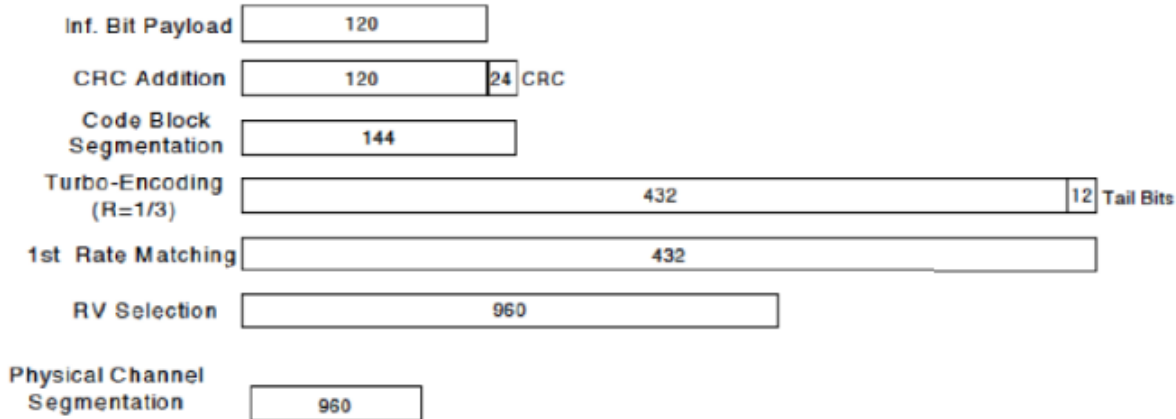 Inf. Bit Payload 120
CRC Addition 120 24 CRC
Code Block
Segmentation 144
Turbo-Encoding
(R=1/3) 432 12 Tail Bits
1st Rate Matching 432
RV Selection 960
Physical Channel
Segmentation 960